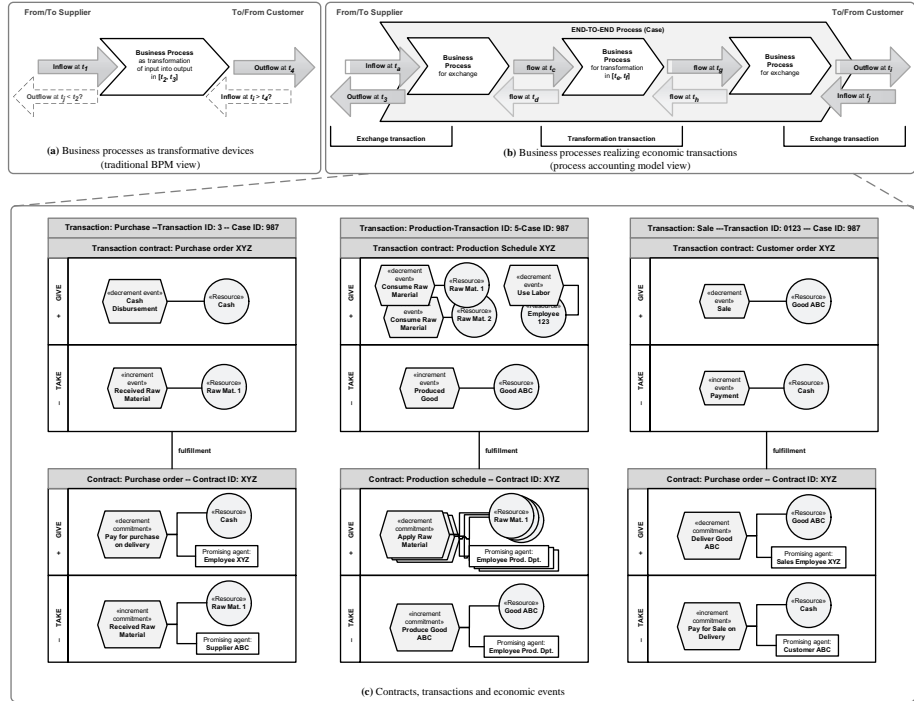 From/To Supplier
To/From Customer
Inflow at t1
Business Process
as transformation
of input into output
in [t2, t3]
Outflow at t4
Outflow at tj < t2?
Inflow at ti > t4?
(a) Business processes as transformative devices
(traditional BPM view)
From/To Supplier
To/From Customer
END-TO-END Process (Case)
Inflow at ta
Outflow at t3
Business
Process
for exchange
flow at tc
flow at td
Business
Process
for transformation
in [te, tf]
flow at tg
flow at th
Business
Process
for exchange
Outflow at ti
Inflow at tj
Exchange transaction
Transformation transaction
Exchange transaction
(b) Business processes realizing economic transactions
(process accounting model view)
Transaction: Purchase --Transaction ID: 3 -- Case ID: 987
Transaction contract: Purchase order XYZ
GIVE
+
«decrement event»
Cash
Disbursement
«Resource»
Cash
TAKE
–
«increment
event»
Received Raw
Material
«Resource»
Raw Mat. 1
fulfillment
Contract: Purchase order -- Contract ID: XYZ
GIVE
+
«decrement
commitment»
Pay for purchase
on delivery
«Resource»
Cash
Promising agent:
Employee XYZ
TAKE
–
«increment
commitment»
Received Raw
Material
«Resource»
Raw Mat. 1
Promising agent:
Supplier ABC
Transaction: Production-Transaction ID: 5-Case ID: 987
Transaction contract: Production Schedule XYZ
GIVE
+
«decrement
event»
Consume Raw
Marerial
«Resource»
Raw Mat. 1
event»
Consume Raw
Marerial
Raw Mat. 2
«decrement
event»
Use Labor
Employee
123
TAKE
–
«increment
event»
Produced
Good
«Resource»
Good ABC
fulfillment
Contract: Production schedule -- Contract ID: XYZ
GIVE
+
«decrement
commitment»
Apply Raw
Material
«Resource»
Raw Mat. 1
Promising agent:
Employee Prod. Dpt.
TAKE
–
«increment
commitment»
Produce Good
ABC
«Resource»
Good ABC
Promising agent:
Employee Prod. Dpt.
Transaction: Sale ---Transaction ID: 0123 --- Case ID: 987
Transaction contract: Customer order XYZ
GIVE
+
«decrement
event»
Sale
«Resource»
Good ABC
TAKE
–
«increment
event»
Payment
«Resource»
Cash
fulfillment
Contract: Purchase order -- Contract ID: XYZ
GIVE
+
«decrement
commitment»
Deliver Good
ABC
«Resource»
Good ABC
Promising agent:
Sales Employee XYZ
TAKE
–
«increment
commitment»
Pay for Sale on
Delivery
«Resource»
Cash
Promising agent:
Customer ABC
(c) Contracts, transactions and economic events